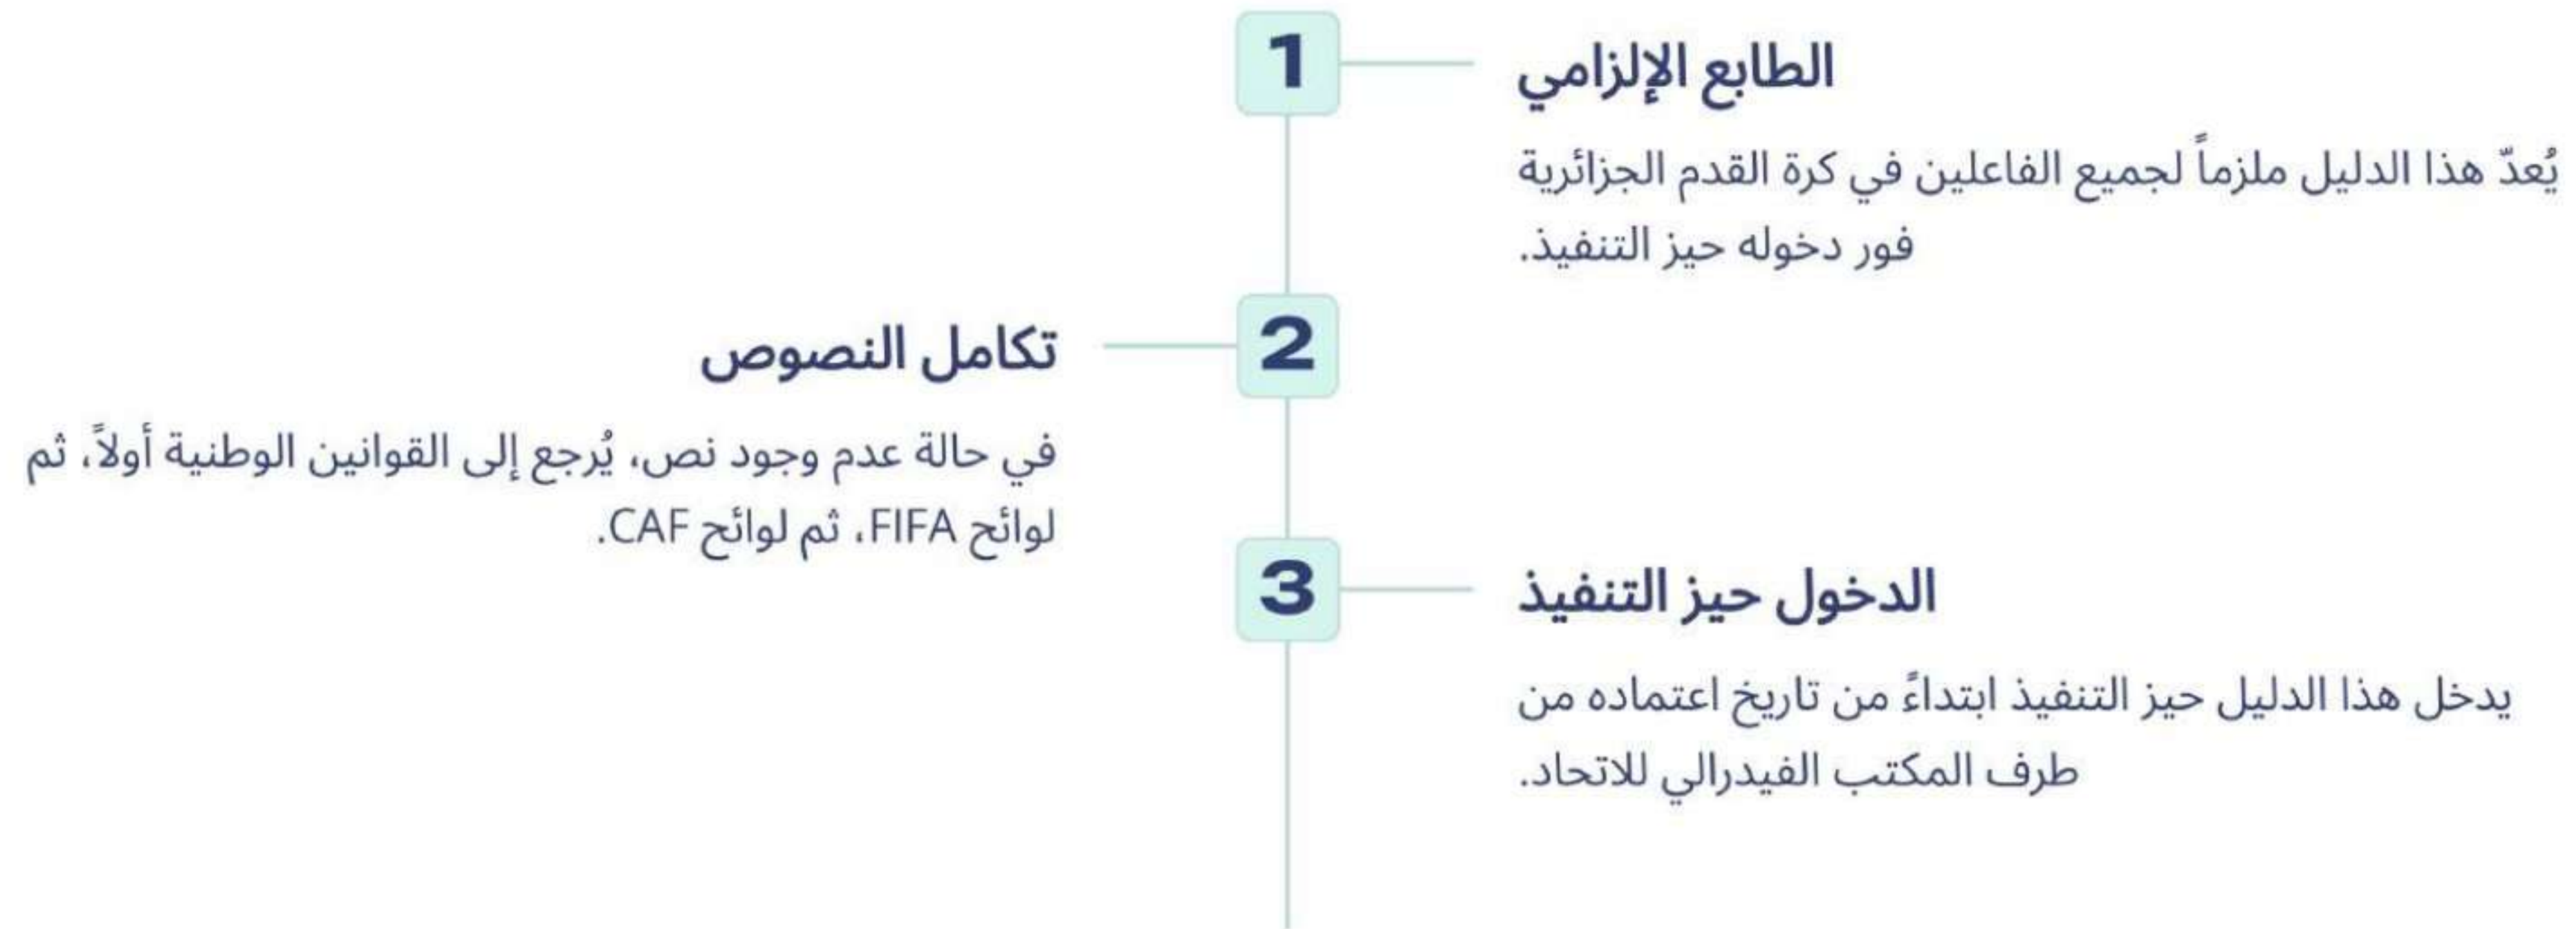 1
الطابع الإلزامي
يُعدّ هذا الدليل ملزماً لجميع الفاعلين في كرة القدم الجزائرية
فور دخوله حيز التنفيذ.
2
تكامل النصوص
في حالة عدم وجود نص، يُرجع إلى القوانين الوطنية أولاً، ثم
لوائح FIFA، ثم لوائح CAF.
3
الدخول حيز التنفيذ
يدخل هذا الدليل حيز التنفيذ ابتداءً من تاريخ اعتماده من
طرف المكتب الفيدرالي للاتحاد.